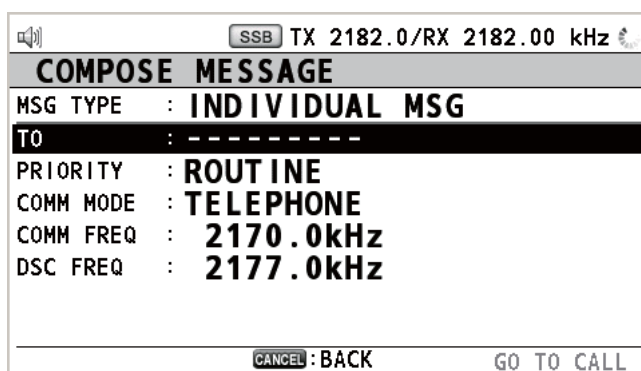 SSB TX 2182.0/RX 2182.00 kHz
COMPOSE MESSAGE
MSG TYPE : INDIVIDUAL MSG
TO : ---------
PRIORITY : ROUTINE
COMM MODE : TELEPHONE
COMM FREQ : 2170.0kHz
DSC FREQ : 2177.0kHz
CANCEL : BACK GO TO CALL